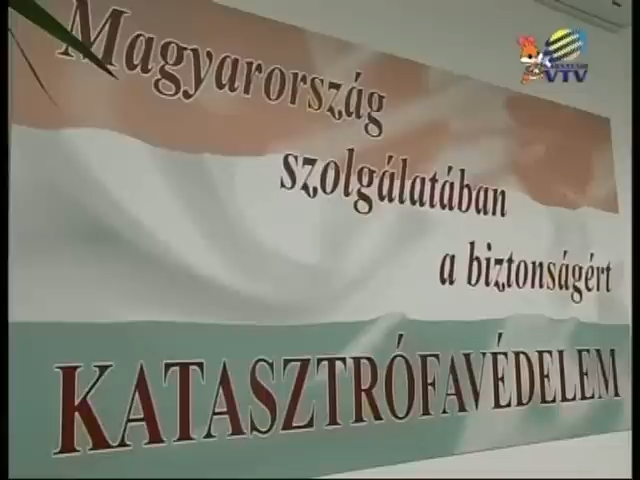 Magyarország
szolgálatában
a biztonságért
KATASZTRÓFAVÉDELEM
VTV